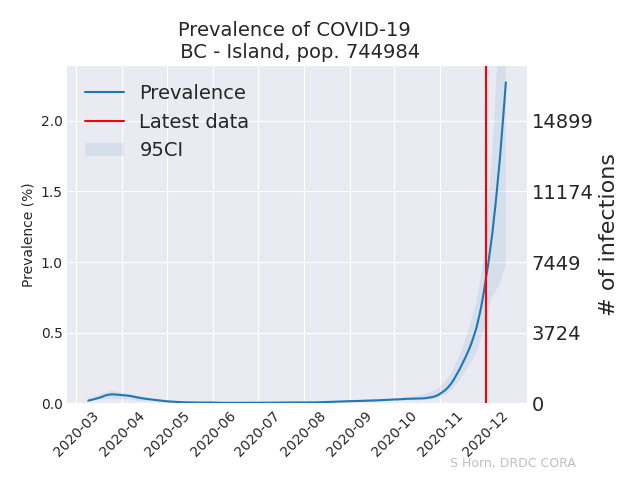 Prevalence of COVID-19
BC - Island, pop. 744984
Prevalence
Latest data
95CI
Prevalence (%)
2.0
1.5
1.0
0.5
0.0
14899
11174
7449
3724
0
# of infections
2020-03
2020-04
2020-05
2020-06
2020-07
2020-08
2020-09
2020-10
2020-11
2020-12
S Horn, DRDC CORA